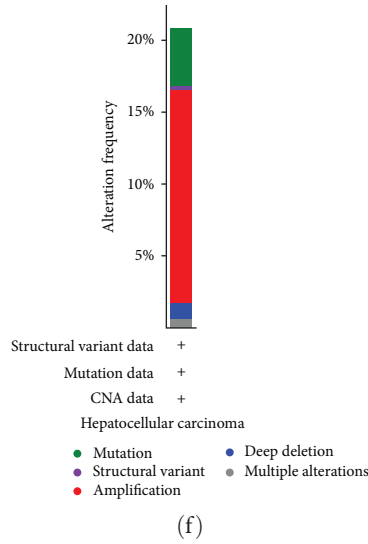 20%
15%
10%
5%
Alteration frequency
Structural variant data +
Mutation data +
CNA data +
Hepatocellular carcinoma
Mutation
Structural variant
Amplification
Deep deletion
Multiple alterations
(f)